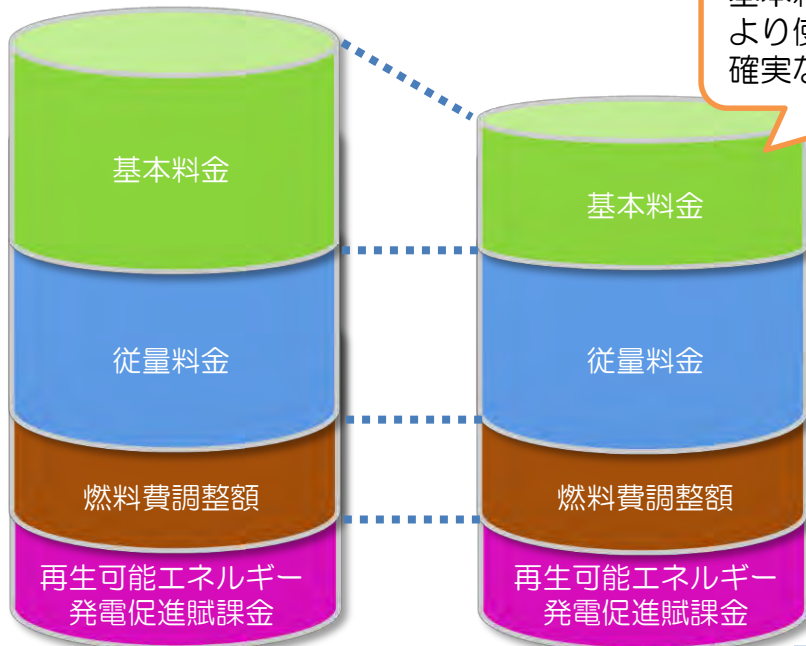 基本料
より使
確実な
基本料金
従量料金
燃料費調整額
再生可能エネルギー
発電促進賦課金
基本料金
従量料金
燃料費調整額
再生可能エネルギー
発電促進賦課金